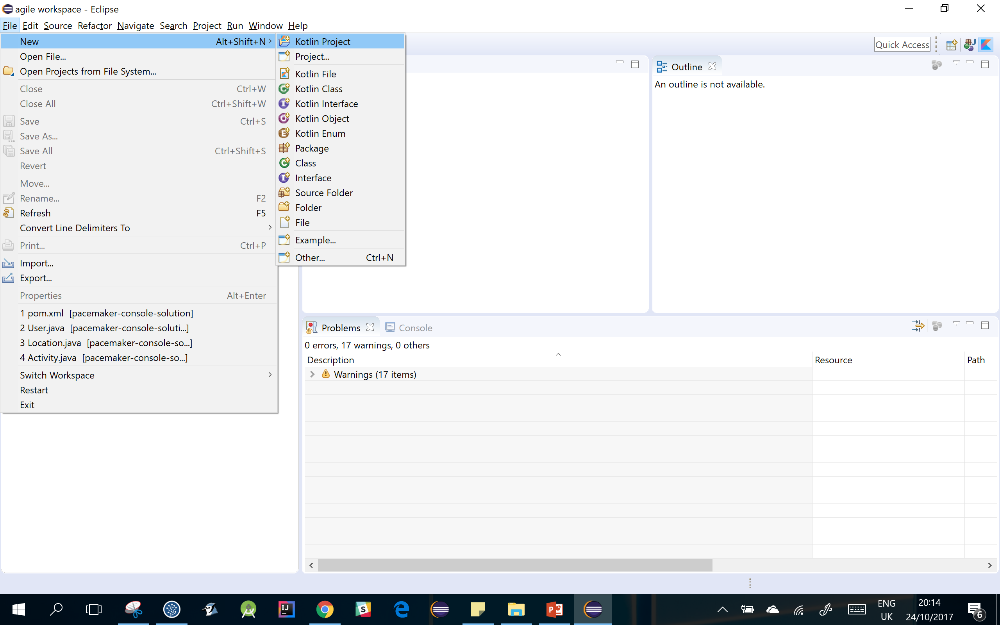 agile workspace - Eclipse
File Edit Source Refactor Navigate Search Project Run Window Help
New Alt+Shift+N
Open File...
Open Projects from File System...
Close Ctrl+W
Close All Ctrl+Shift+W
Save Ctrl+S
Save As...
Save All Ctrl+Shift+S
Revert
Move...
Rename... F2
Refresh F5
Convert Line Delimiters To
Print... Ctrl+P
Import...
Export...
Properties Alt+Enter
1 pom.xml [pacemaker-console-solution]
2 User.java [pacemaker-console-soluti...]
3 Location.java [pacemaker-console-so...]
4 Activity.java [pacemaker-console-so...]
Switch Workspace
Restart
Exit
Kotlin Project
Project...
Kotlin File
Kotlin Class
Kotlin Interface
Kotlin Object
Kotlin Enum
Package
Class
Interface
Source Folder
Folder
File
Example...
Other... Ctrl+N
Quick Access
Outline
An outline is not available.
Problems Console
0 errors, 17 warnings, 0 others
Description Resource Path
Warnings (17 items)
ENG
UK
20:14
24/10/2017
6